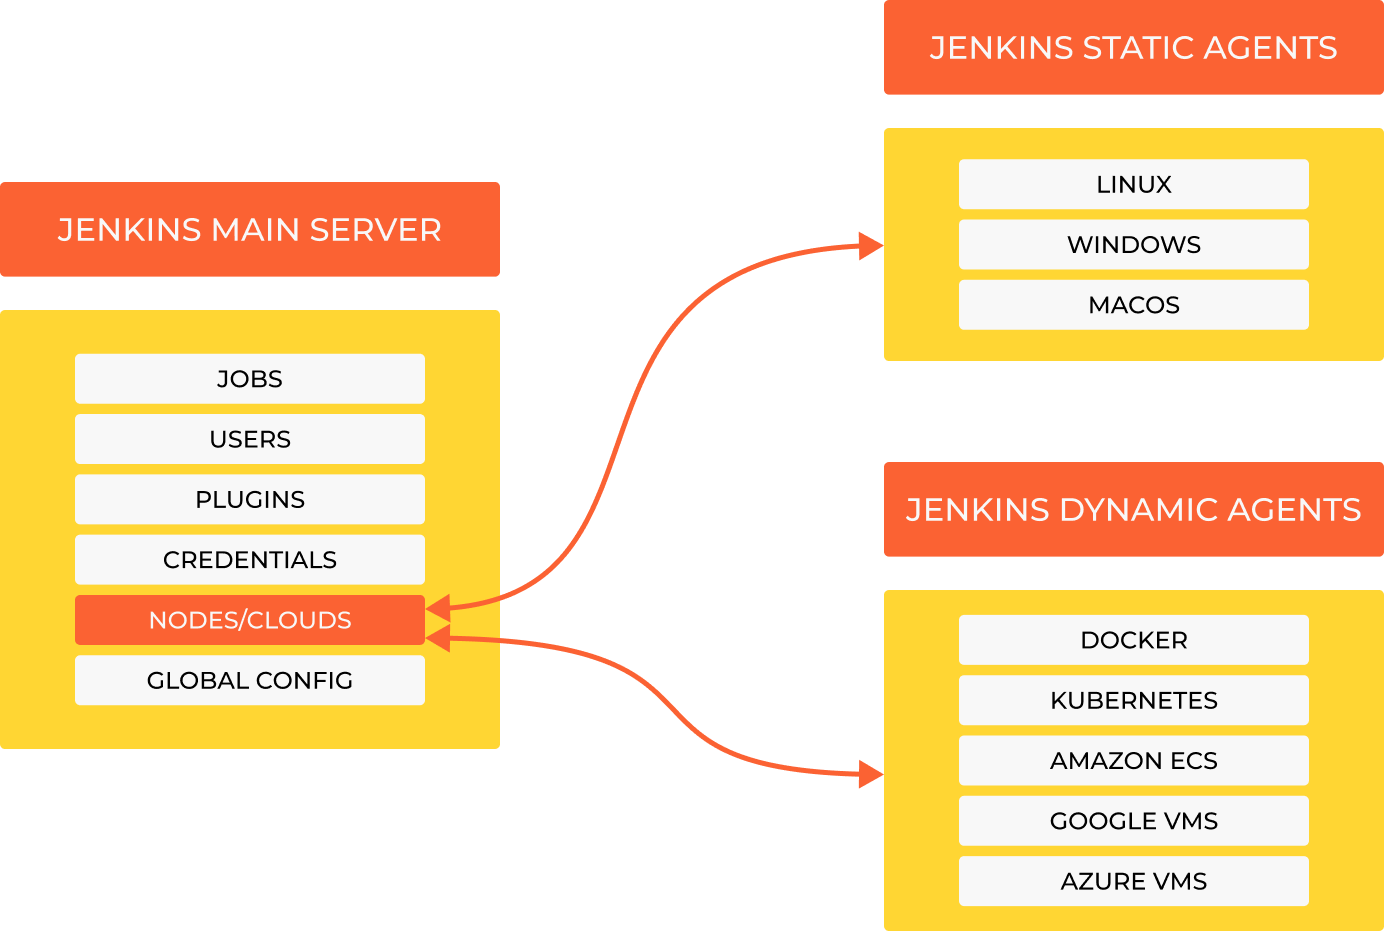 JENKINS MAIN SERVER
JOBS
USERS
PLUGINS
CREDENTIALS
NODES/CLOUDS
GLOBAL CONFIG
JENKINS STATIC AGENTS
LINUX
WINDOWS
MACOS
JENKINS DYNAMIC AGENTS
DOCKER
KUBERNETES
AMAZON ECS
GOOGLE VMS
AZURE VMS